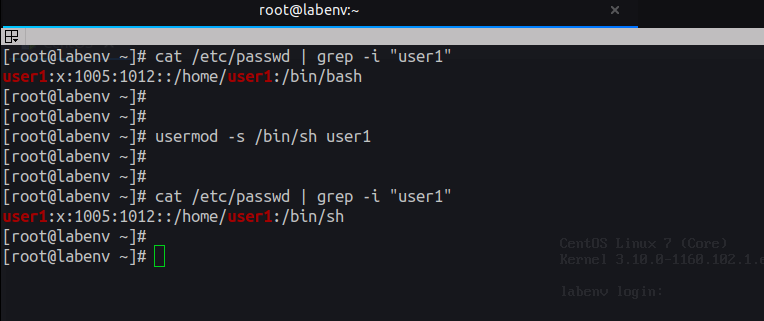 root@labenv:~
[root@labenv ~]# cat /etc/passwd | grep -i "user1"
user1:x:1005:1012::/home/user1:/bin/bash
[root@labenv ~]#
[root@labenv ~]#
[root@labenv ~]# usermod -s /bin/sh user1
[root@labenv ~]#
[root@labenv ~]#
[root@labenv ~]# cat /etc/passwd | grep -i "user1"
user1:x:1005:1012::/home/user1:/bin/sh
[root@labenv ~]#
[root@labenv ~]#
CentOS Linux 7 (Core)
Kernel 3.10.0-1160.102.1.e
labenv login: